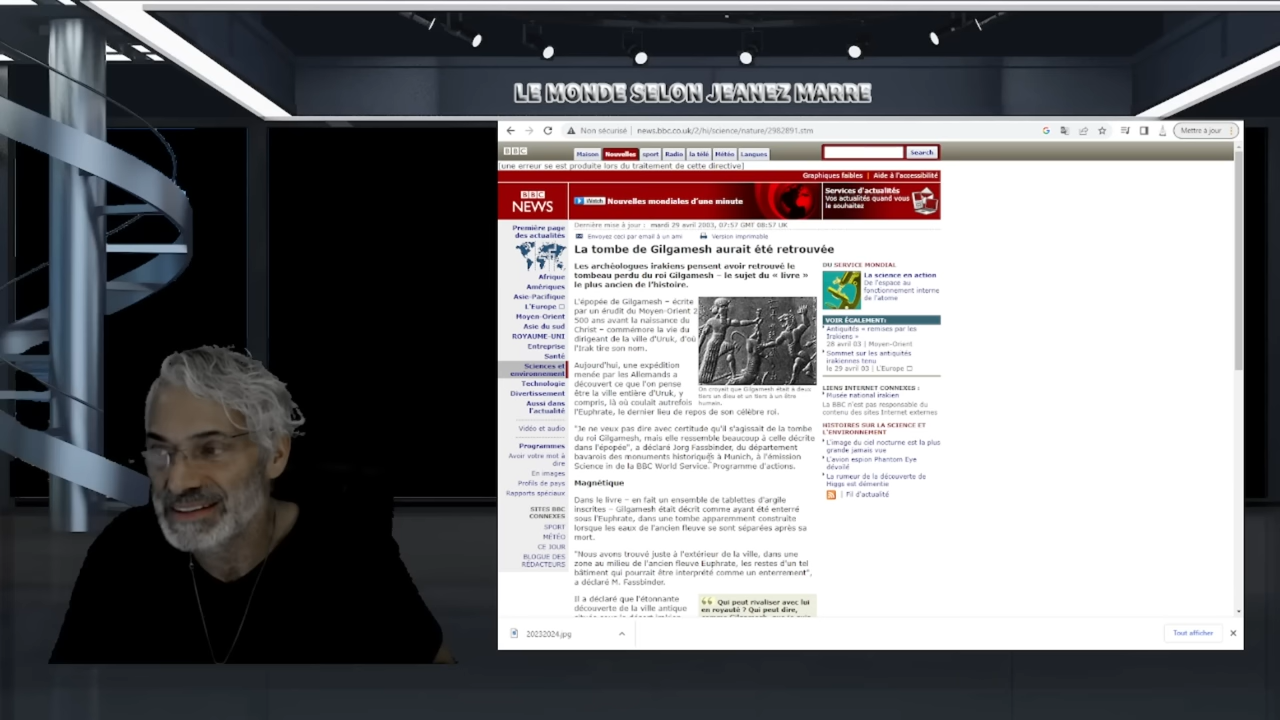 LE MONDE SELON JEANEZ MARRE
Non sécurisé | news.bbc.co.uk/2/hi/science/nature/2982891.stm
Mettre à jour
BBC
Maison Nouvelles sport Radio la télé Météo Langues
Search
[une erreur se est produite lors du traitement de cette directive]
Graphiques faibles | Aide à l'accessibilité
BBC NEWS
Watch Nouvelles mondiales d'une minute
Services d'actualités
Vos actualités quand vous
le souhaitez
Dernière mise à jour : mardi 29 avril 2003, 07:57 GMT 08:57 UK
Envoyez ceci par email à un ami
Version imprimable
Première page
des actualités
Afrique
Amériques
Asie-Pacifique
L'Europe
Moyen-Orient
Asie du sud
ROYAUME-UNI
Entreprise
Santé
Sciences et
environnement
Technologie
Divertissement
Aussi dans
l'actualité
Vidéo et audio
Programmes
Avoir votre mot à
dire
En images
Profils de pays
Rapports spéciaux
SITES BBC
CONNEXES
SPORT
MÉTÉO
CE JOUR
BLOGUE DES
RÉDACTEURS
La tombe de Gilgamesh aurait été retrouvée
Les archéologues irakiens pensent avoir retrouvé le
tombeau perdu du roi Gilgamesh – le sujet du « livre »
le plus ancien de l'histoire.
L'épopée de Gilgamesh – écrite
par un érudit du Moyen-Orient 2
500 ans avant la naissance du
Christ – commémore la vie du
dirigeant de la ville d'Uruk, d'où
l'Irak tire son nom.
On croyait que Gilgamesh était à deux
tiers un dieu et un tiers à un être
humain.
Aujourd'hui, une expédition
menée par les Allemands a
découvert ce que l'on pense
être la ville entière d'Uruk, y
compris, là où coulait autrefois
l'Euphrate, le dernier lieu de repos de son célèbre roi.
"Je ne veux pas dire avec certitude qu'il s'agissait de la tombe
du roi Gilgamesh, mais elle ressemble beaucoup à celle décrite
dans l'épopée", a déclaré Jorg Fassbinder, du département
bavarois des monuments historiques à Munich, à l'émission
Science in de la BBC World Service. Programme d'actions.
Magnétique
Dans le livre – en fait un ensemble de tablettes d'argile
inscrites – Gilgamesh était décrit comme ayant été enterré
sous l'Euphrate, dans une tombe apparemment construite
lorsque les eaux de l'ancien fleuve se sont séparées après sa
mort.
"Nous avons trouvé juste à l'extérieur de la ville, dans une
zone au milieu de l'ancien fleuve Euphrate, les restes d'un tel
bâtiment qui pourrait être interprété comme un enterrement",
a déclaré M. Fassbinder.
Il a déclaré que l'étonnante
découverte de la ville antique
Qui peut rivaliser avec lui
en royauté ? Qui peut dire,
DU SERVICE MONDIAL
La science en action
De l'espace au
fonctionnement interne
de l'atome
VOIR ÉGALEMENT:
Antiquités « remises par les
Irakiens »
28 avril 03 | Moyen-Orient
Sommet sur les antiquités
irakiennes tenu
le 29 avril 03 | L'Europe
LIENS INTERNET CONNEXES :
Musée national irakien
La BBC n'est pas responsable du
contenu des sites Internet externes
HISTOIRES SUR LA SCIENCE ET
L'ENVIRONNEMENT
L'image du ciel nocturne est la plus
grande jamais vue
L'avion espion Phantom Eye
dévoilé
La rumeur de la découverte de
Higgs est démentie
| Fil d'actualité
20232024.jpg
Tout afficher